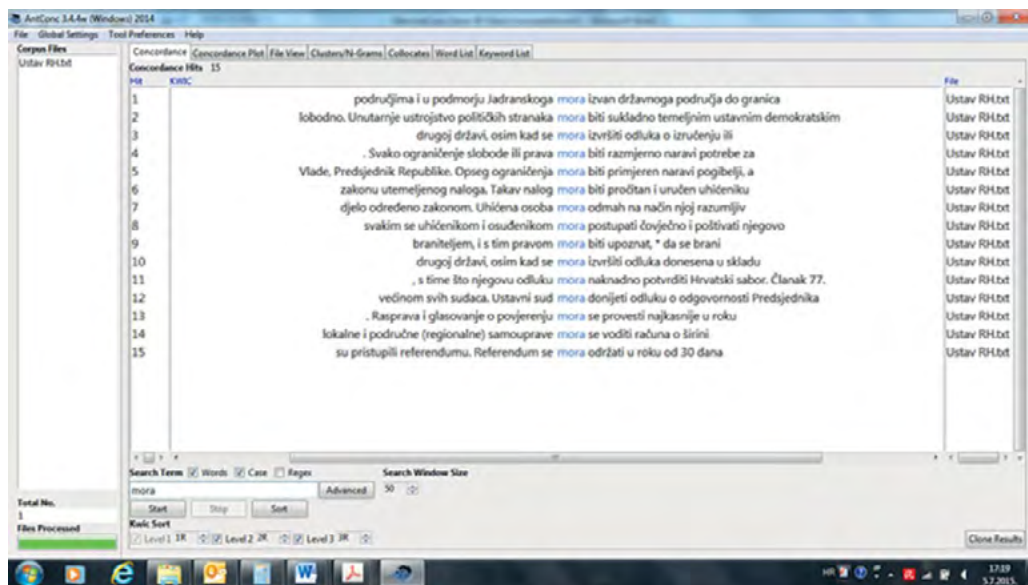 AntConc 3.4.4w (Windows) 2014
File Global Settings Tool Preferences Help
Corpus Files
Ustav RH.txt
Concordance Concordance Plot File View Clusters/N-Grams Collocates Word List Keyword List
Concordance Hits 15
Hit KWIC File
1 područjima i u podmorju Jadranskoga mora izvan državnoga područja do granica Ustav RH.txt
2 lobodno. Unutarnje ustrojstvo političkih stranaka mora biti sukladno temeljnim ustavnim demokratskim Ustav RH.txt
3 drugoj državi, osim kad se mora izvršiti odluka o izručenju ili Ustav RH.txt
4 . Svako ograničenje slobode ili prava mora biti razmjerno naravi potrebe za Ustav RH.txt
5 Vlade, Predsjednik Republike. Opseg ograničenja mora biti primjeren naravi pogibelji, a Ustav RH.txt
6 zakonu utemeljenog naloga. Takav nalog mora biti pročitan i uručen uhićeniku Ustav RH.txt
7 djelo određeno zakonom. Uhićena osoba mora odmah na način njoj razumljiv Ustav RH.txt
8 svakim se uhićenikom i osuđenikom mora postupati čovječno i poštivati njegovo Ustav RH.txt
9 braniteljem, i s tim pravom mora biti upoznat, * da se brani Ustav RH.txt
10 drugoj državi, osim kad se mora izvršiti odluka donesena u skladu Ustav RH.txt
11 , s time što njegovu odluku mora naknadno potvrditi Hrvatski sabor. Članak 77. Ustav RH.txt
12 većinom svih sudaca. Ustavni sud mora donijeti odluku o odgovornosti Predsjednika Ustav RH.txt
13 . Rasprava i glasovanje o povjerenju mora se provesti najkasnije u roku Ustav RH.txt
14 lokalne i područne (regionalne) samouprave mora se voditi računa o širini Ustav RH.txt
15 su pristupili referendumu. Referendum se mora održati u roku od 30 dana Ustav RH.txt
Search Term Words Case Regex Search Window Size
mora Advanced 50
Start Stop Sort
Total No.
1
Files Processed
Kwic Sort
Level 1 1R Level 2 2R Level 3 3R Clone Results
HR 17:19
5.7.2015.